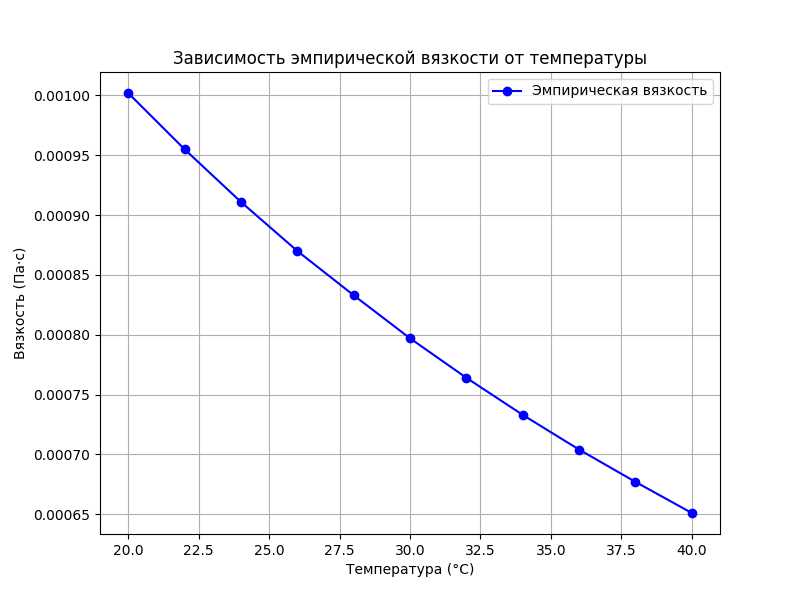 Зависимость эмпирической вязкости от температуры
Эмпирическая вязкость
Вязкость (Па·с)
0.00100
0.00095
0.00090
0.00085
0.00080
0.00075
0.00070
0.00065
20.0 22.5 25.0 27.5 30.0 32.5 35.0 37.5 40.0
Температура (°C)